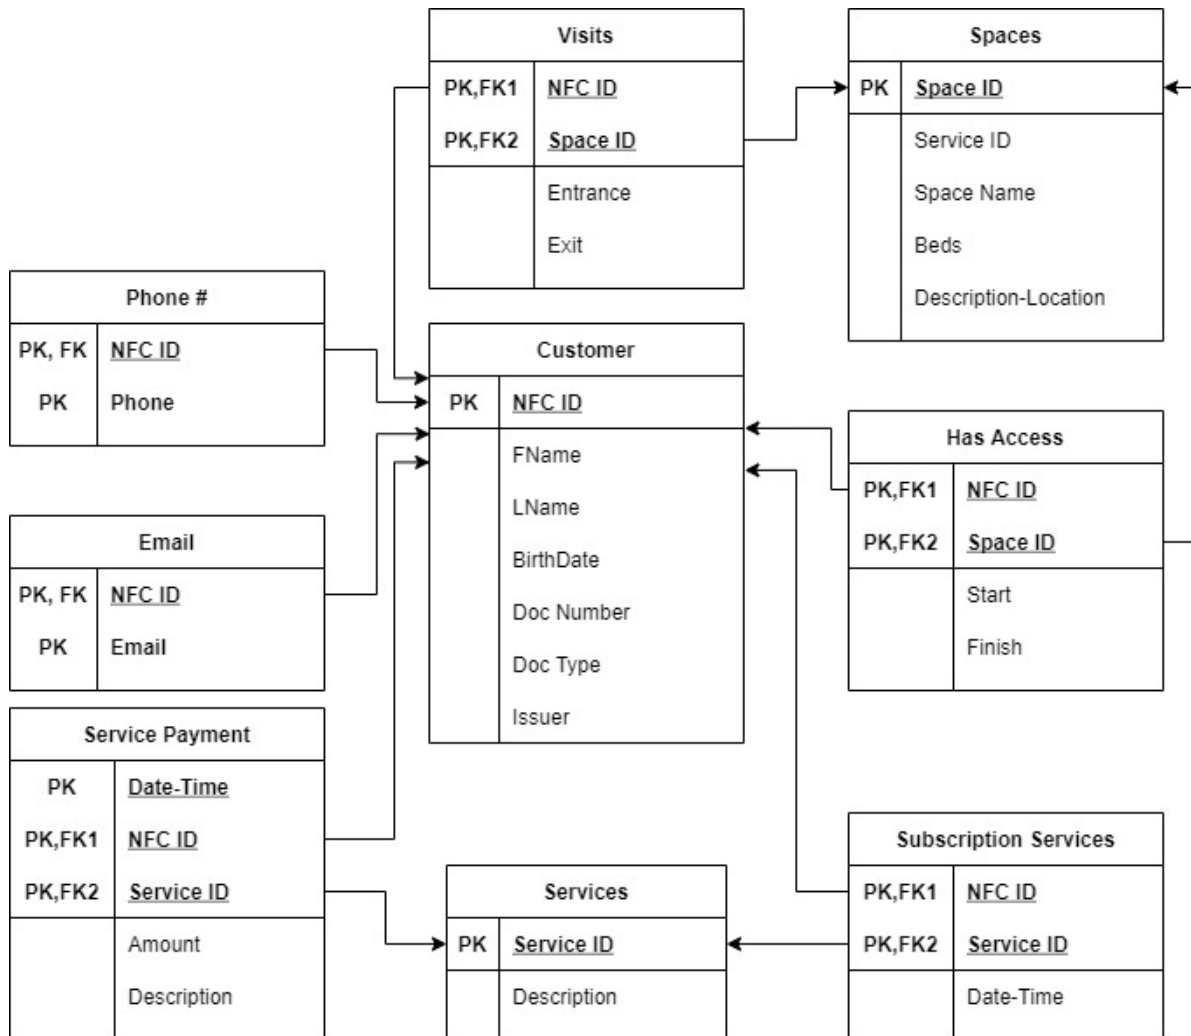 Visits
PK,FK1 NFC ID
PK,FK2 Space ID
Entrance
Exit
Spaces
PK Space ID
Service ID
Space Name
Beds
Description-Location
Phone #
PK, FK NFC ID
PK Phone
Customer
PK NFC ID
FName
LName
BirthDate
Doc Number
Doc Type
Issuer
Has Access
PK,FK1 NFC ID
PK,FK2 Space ID
Start
Finish
Email
PK, FK NFC ID
PK Email
Service Payment
PK Date-Time
PK,FK1 NFC ID
PK,FK2 Service ID
Amount
Description
Services
PK Service ID
Description
Subscription Services
PK,FK1 NFC ID
PK,FK2 Service ID
Date-Time